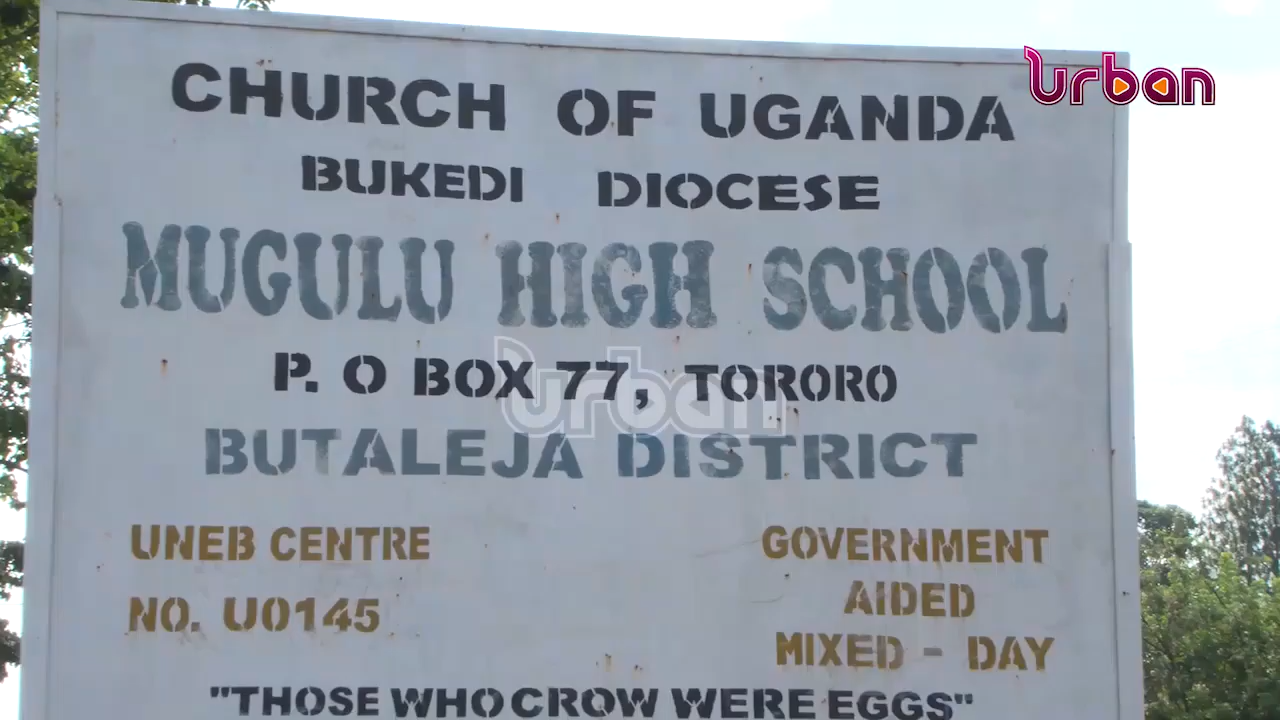 Urban
CHURCH OF UGANDA
BUKEDI DIOCESE
MUGULU HIGH SCHOOL
P. O BOX 77, TORORO
Urban
BUTALEJA DISTRICT
UNEB CENTRE
NO. U0145
GOVERNMENT
AIDED
MIXED - DAY
"THOSE WHO CROW WERE EGGS"